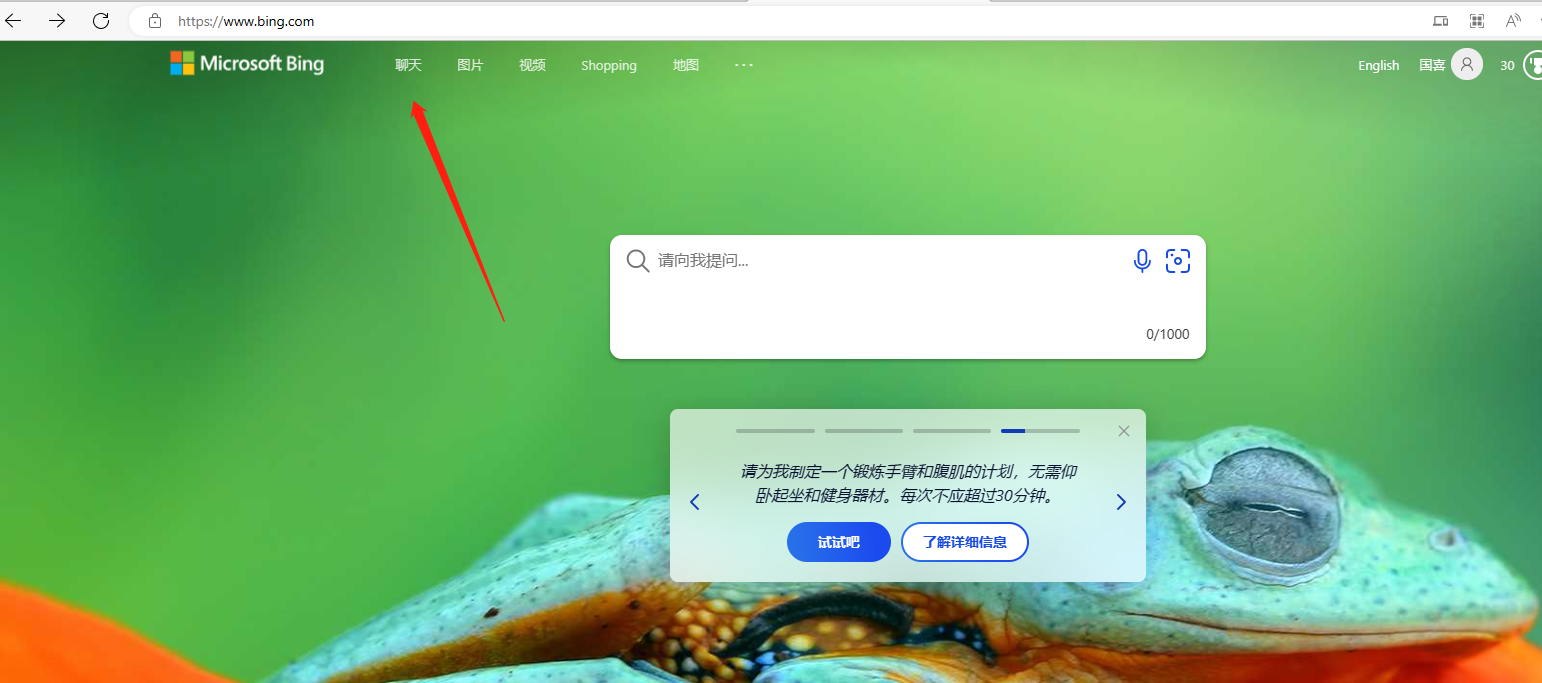 https://www.bing.com
Microsoft Bing
聊天
图片
视频
Shopping
地图
...
English
国喜
30
请向我提问...
0/1000
请为我制定一个锻炼手臂和腹肌的计划，无需仰
卧起坐和健身器材。每次不应超过30分钟。
试试吧
了解详细信息